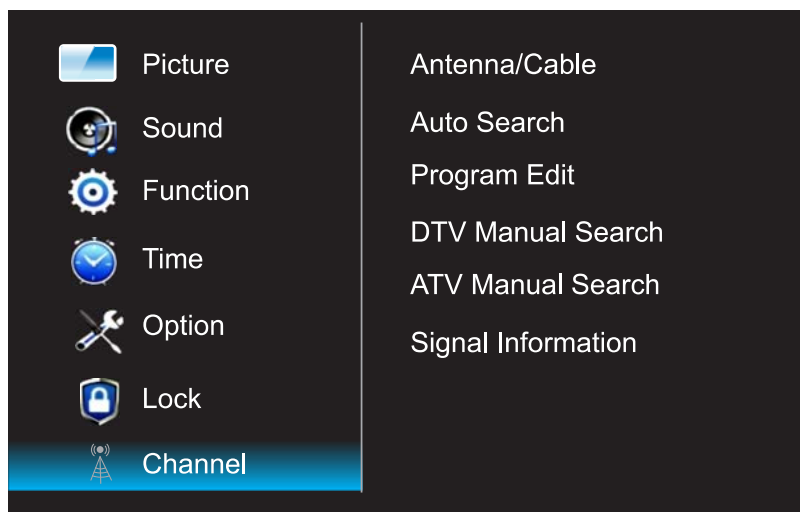 Picture
Sound
Function
Time
Option
Lock
Channel
Antenna/Cable
Auto Search
Program Edit
DTV Manual Search
ATV Manual Search
Signal Information